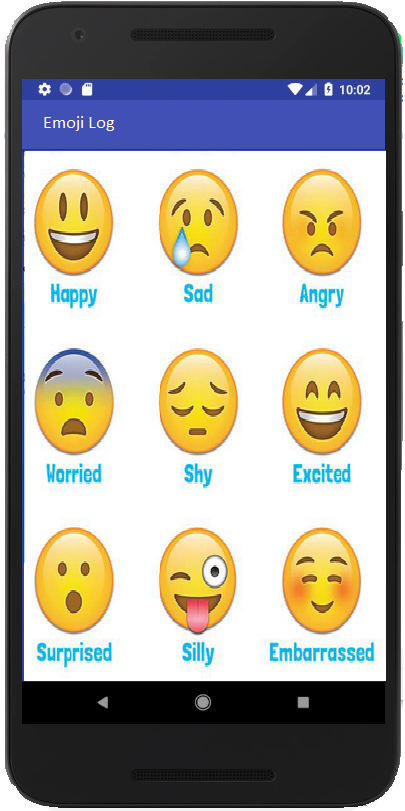 10:02
Emoji Log
Happy Sad Angry
Worried Shy Excited
Surprised Silly Embarrassed